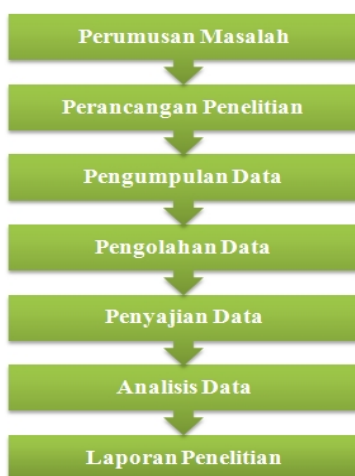 Perumusan Masalah
Perancangan Penelitian
Pengumpulan Data
Pengolahan Data
Penyajian Data
Analisis Data
Laporan Penelitian